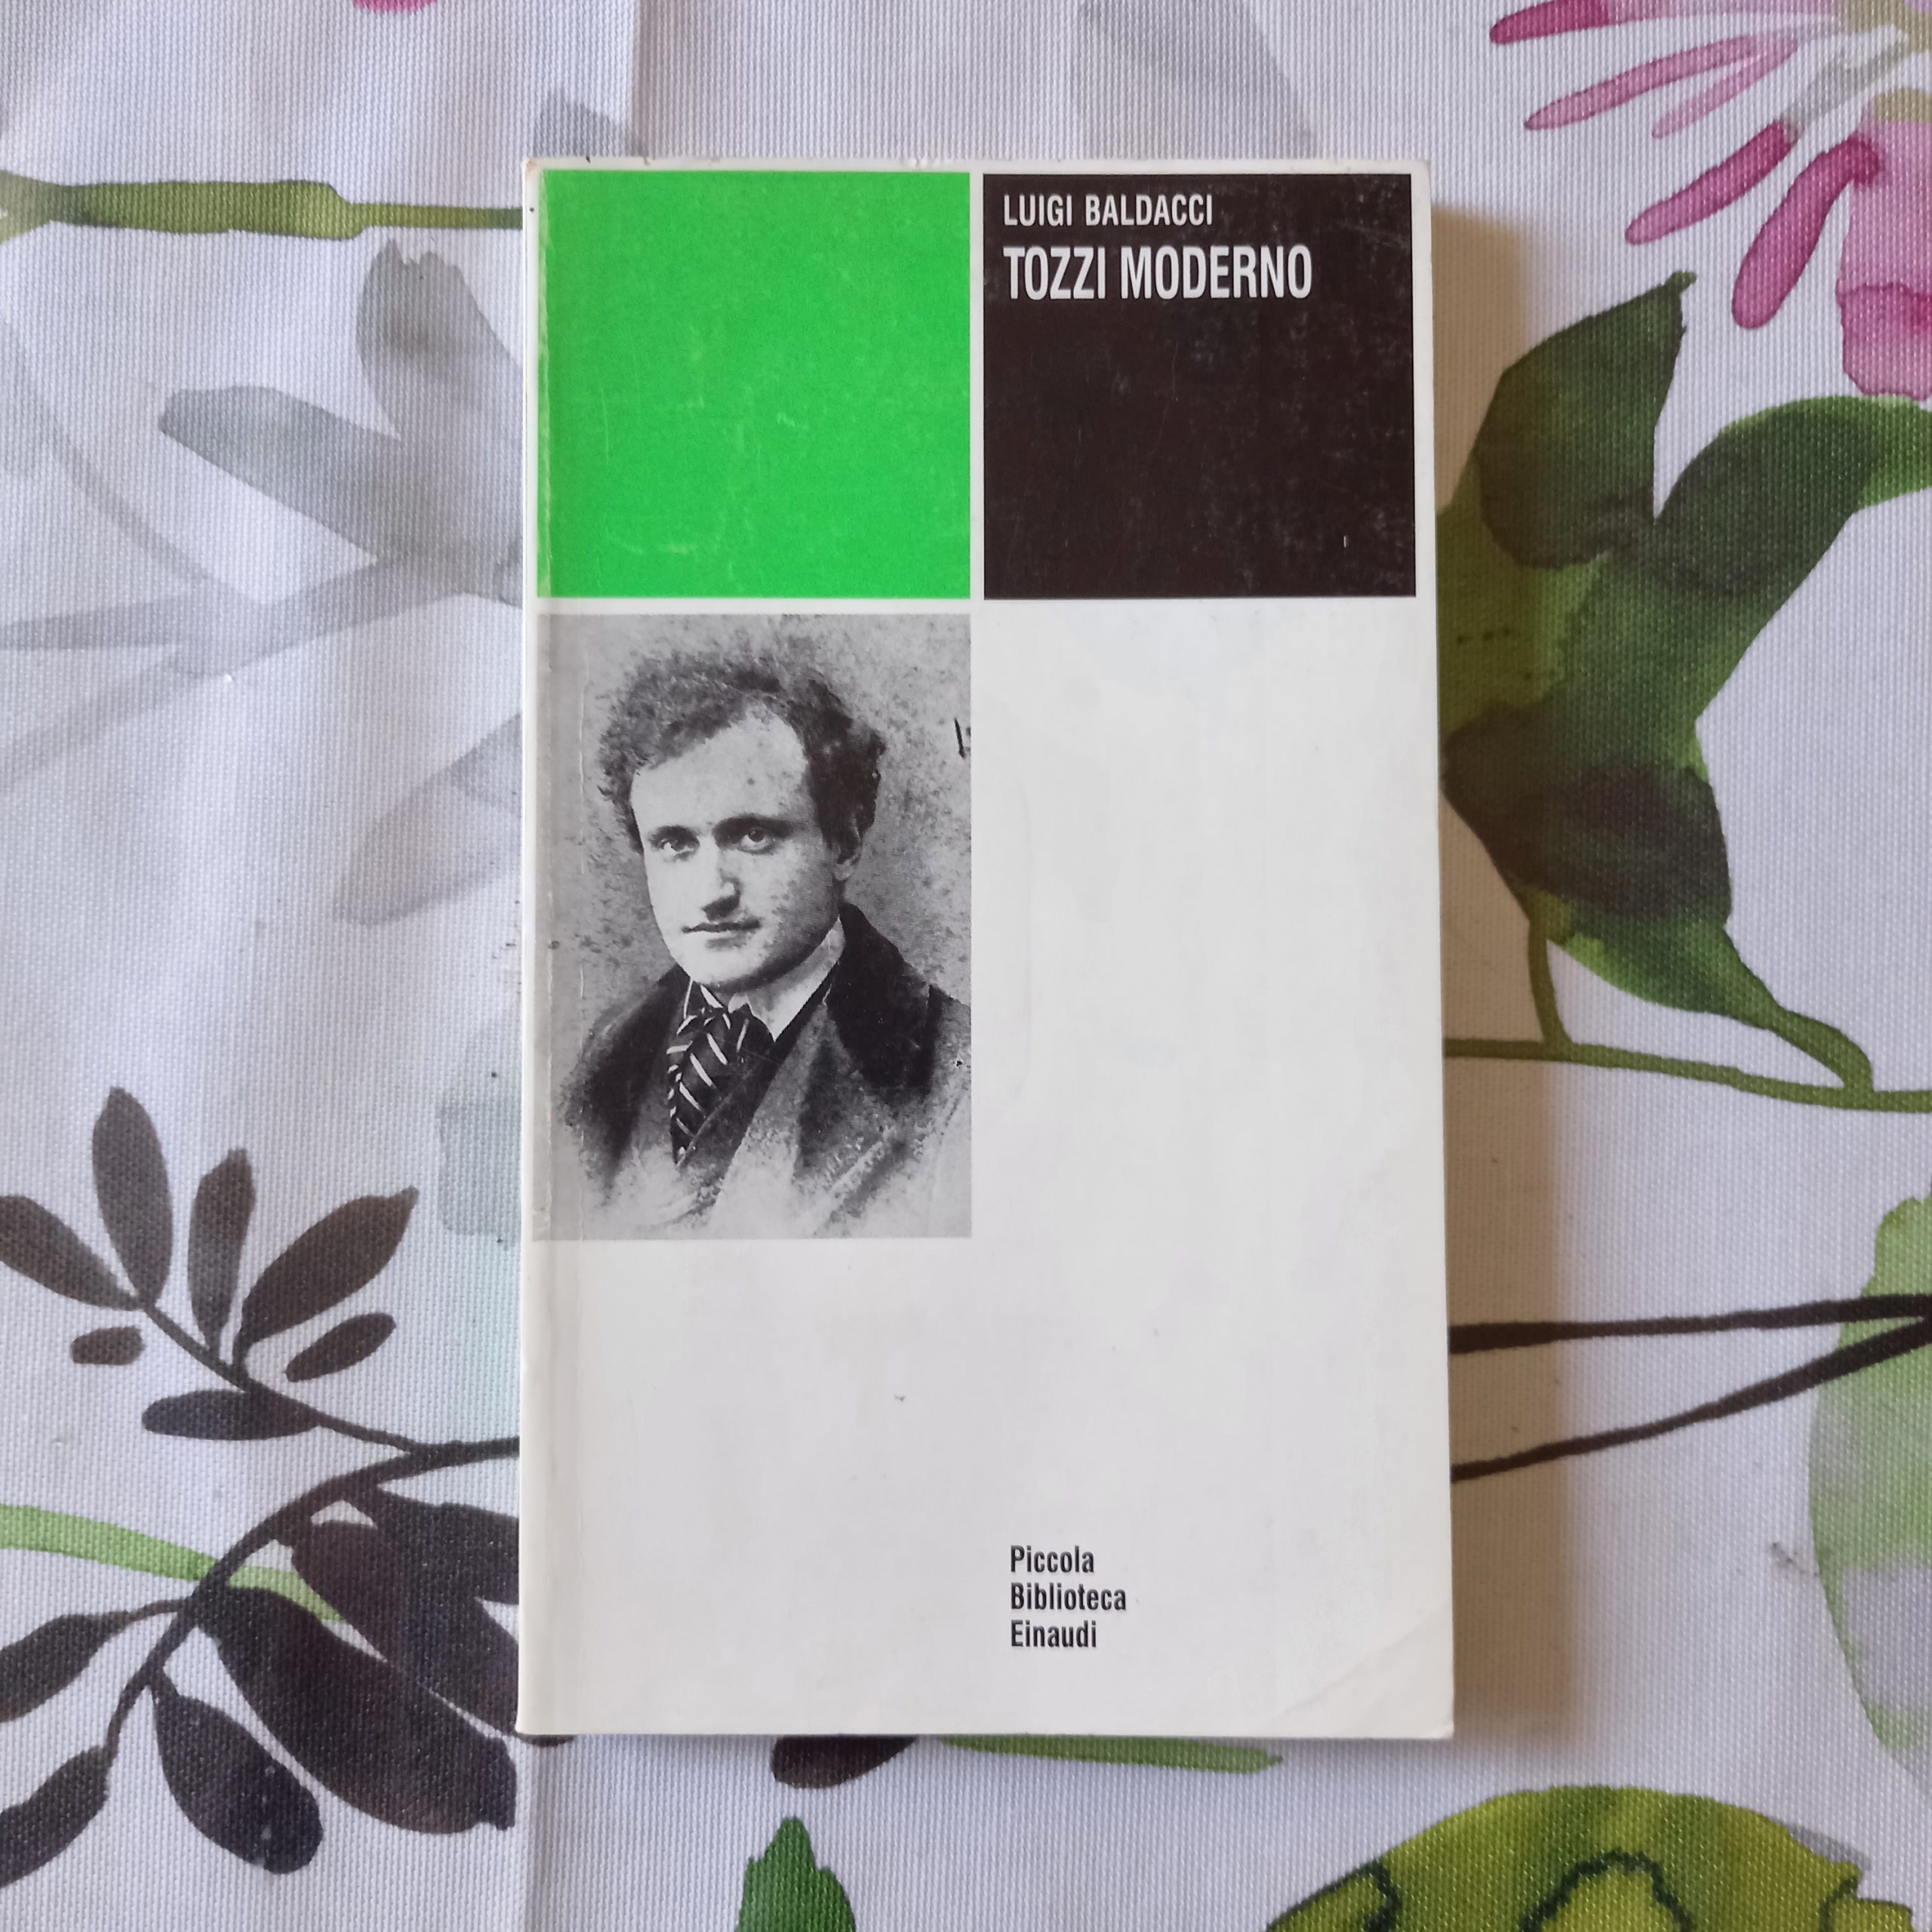 LUIGI BALDACCI
TOZZI MODERNO
Piccola
Biblioteca
Einaudi